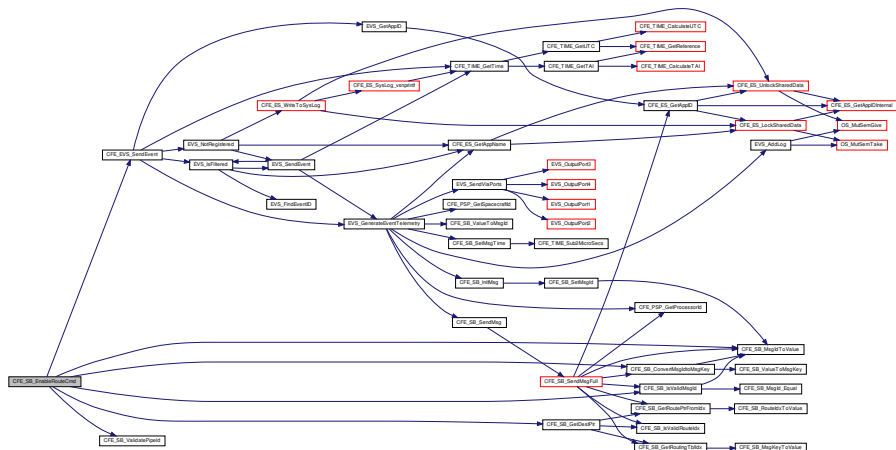 EVS_GetAppID
CFE_TIME_CalculateUTC
CFE_TIME_GetUTC
CFE_TIME_GetReference
CFE_TIME_GetTime
CFE_TIME_GetTAI
CFE_TIME_CalculateTAI
CFE_ES_SysLog_vsnprintf
CFE_ES_UnlockSharedData
CFE_ES_WriteToSysLog
CFE_ES_GetAppID
CFE_ES_GetAppIDInternal
CFE_ES_LockSharedData
OS_MutSemGive
EVS_NotRegistered
CFE_ES_GetAppName
EVS_AddLog
OS_MutSemTake
CFE_EVS_SendEvent
EVS_IsFiltered
EVS_SendEvent
EVS_OutputPort3
EVS_SendViaPorts
EVS_OutputPort4
EVS_FindEventID
CFE_PSP_GetSpacecraftId
EVS_OutputPort1
EVS_GenerateEventTelemetry
CFE_SB_ValueToMsgId
EVS_OutputPort2
CFE_SB_SetMsgTime
CFE_TIME_Sub2MicroSecs
CFE_SB_InitMsg
CFE_SB_SetMsgId
CFE_PSP_GetProcessorId
CFE_SB_SendMsg
CFE_SB_MsgIdToValue
CFE_SB_ConvertMsgIdtoMsgKey
CFE_SB_ValueToMsgKey
CFE_SB_EnableRouteCmd
CFE_SB_SendMsgFull
CFE_SB_IsValidMsgId
CFE_SB_MsgId_Equal
CFE_SB_GetRoutePtrFromIdx
CFE_SB_RouteIdxToValue
CFE_SB_GetDestPtr
CFE_SB_IsValidRouteIdx
CFE_SB_ValidatePipeId
CFE_SB_GetRoutingTblIdx
CFE_SB_MsgKeyToValue